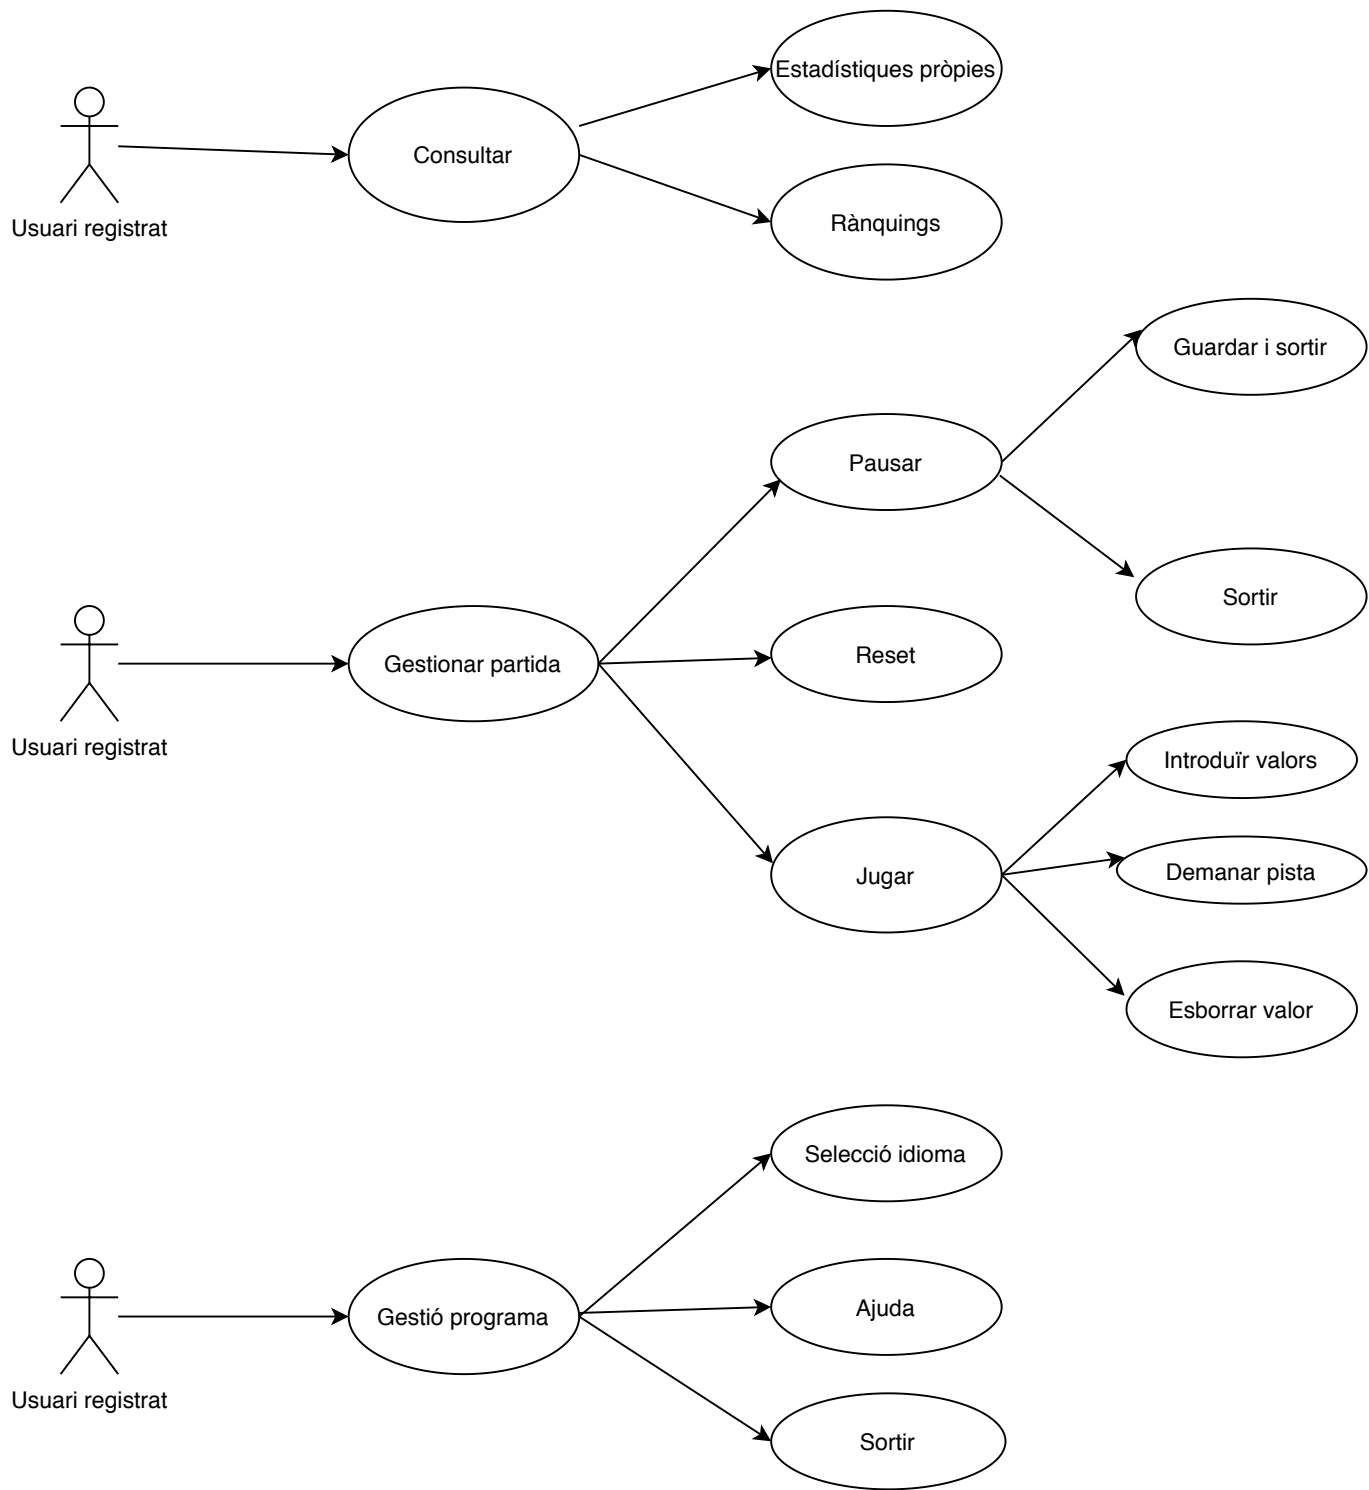 Estadístiques pròpies
Consultar
Rànquings
Usuari registrat
Guardar i sortir
Pausar
Sortir
Reset
Gestionar partida
Usuari registrat
Introduïr valors
Demanar pista
Jugar
Esborrar valor
Selecció idioma
Ajuda
Gestió programa
Usuari registrat
Sortir